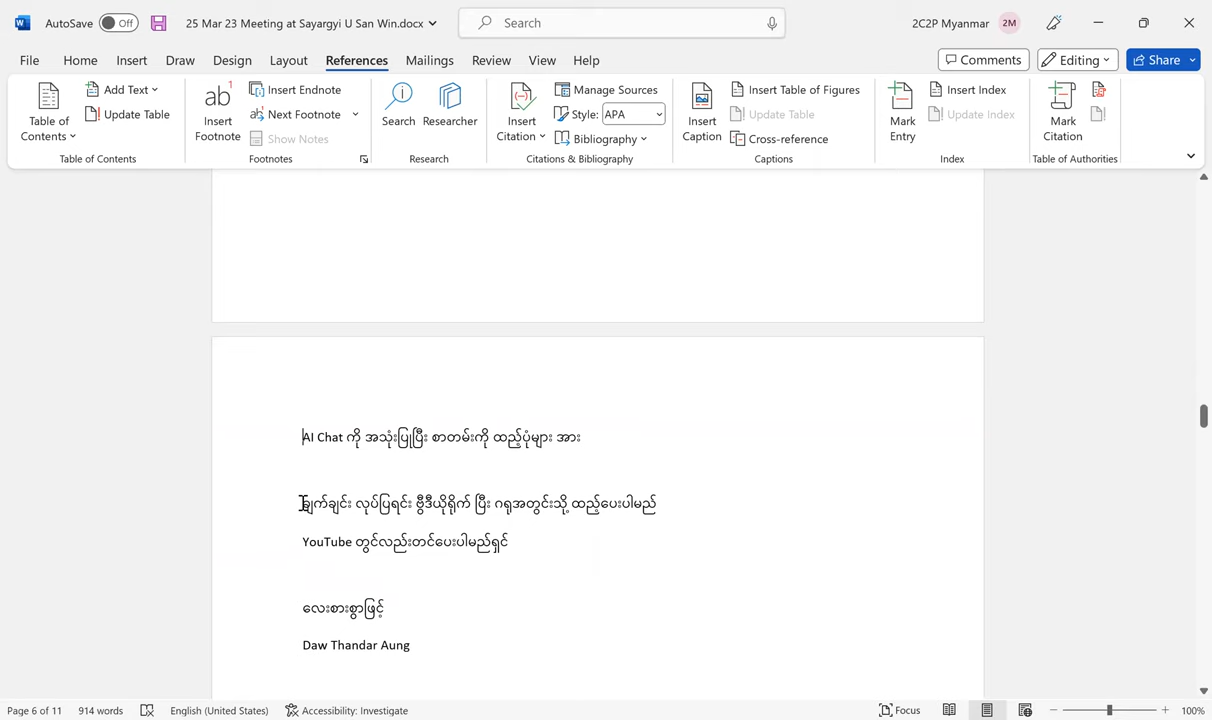 AutoSave Off 25 Mar 23 Meeting at Sayargyi U San Win.docx Search 2C2P Myanmar 2M
File Home Insert Draw Design Layout References Mailings Review View Help Comments Editing Share
Table of Contents
Add Text
Update Table
Table of Contents
ab Insert Footnote
Insert Endnote
Next Footnote
Show Notes
Footnotes
Search
Researcher
Research
Insert Citation
Manage Sources
Style: APA
Bibliography
Citations & Bibliography
Insert Caption
Insert Table of Figures
Update Table
Cross-reference
Captions
Mark Entry
Insert Index
Update Index
Index
Mark Citation
Table of Authorities
AI Chat ကို အသုံးပြုပြီး စာတမ်းကို ထည့်ပုံများ အား
ချက်ချင်း လုပ်ပြရင်း ဗွီဒီယိုရိုက် ပြီး ဂရုအတွင်းသို့ ထည့်ပေးပါမည်
YouTube တွင်လည်းတင်ပေးပါမည်ရှင်
လေးစားစွာဖြင့်
Daw Thandar Aung
Page 6 of 11 914 words English (United States) Accessibility: Investigate Focus 100%